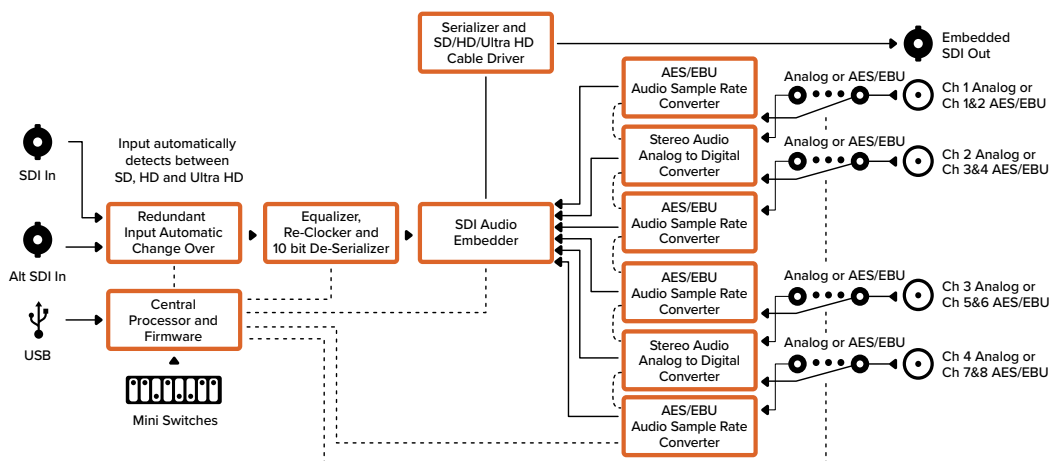 Serializer and
SD/HD/Ultra HD
Cable Driver
Embedded
SDI Out
AES/EBU
Audio Sample Rate
Converter
Analog or AES/EBU
Ch 1 Analog or
Ch 1&2 AES/EBU
Input automatically
detects between
SD, HD and Ultra HD
SDI In
Stereo Audio
Analog to Digital
Converter
Analog or AES/EBU
Ch 2 Analog or
Ch 3&4 AES/EBU
Redundant
Input Automatic
Change Over
Equalizer,
Re-Clocker and
10 bit De-Serializer
SDI Audio
Embedder
AES/EBU
Audio Sample Rate
Converter
Alt SDI In
AES/EBU
Audio Sample Rate
Converter
Analog or AES/EBU
Ch 3 Analog or
Ch 5&6 AES/EBU
Central
Processor and
Firmware
USB
Stereo Audio
Analog to Digital
Converter
Analog or AES/EBU
Ch 4 Analog or
Ch 7&8 AES/EBU
Mini Switches
AES/EBU
Audio Sample Rate
Converter